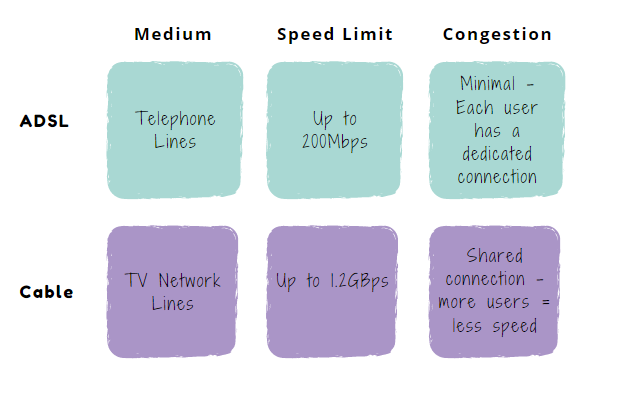 Medium Speed Limit Congestion
ADSL
Telephone
Lines
Up to
200Mbps
Minimal -
Each user
has a
dedicated
connection
Cable
TV Network
Lines
Up to 1.2GBps
Shared
connection -
more users =
less speed